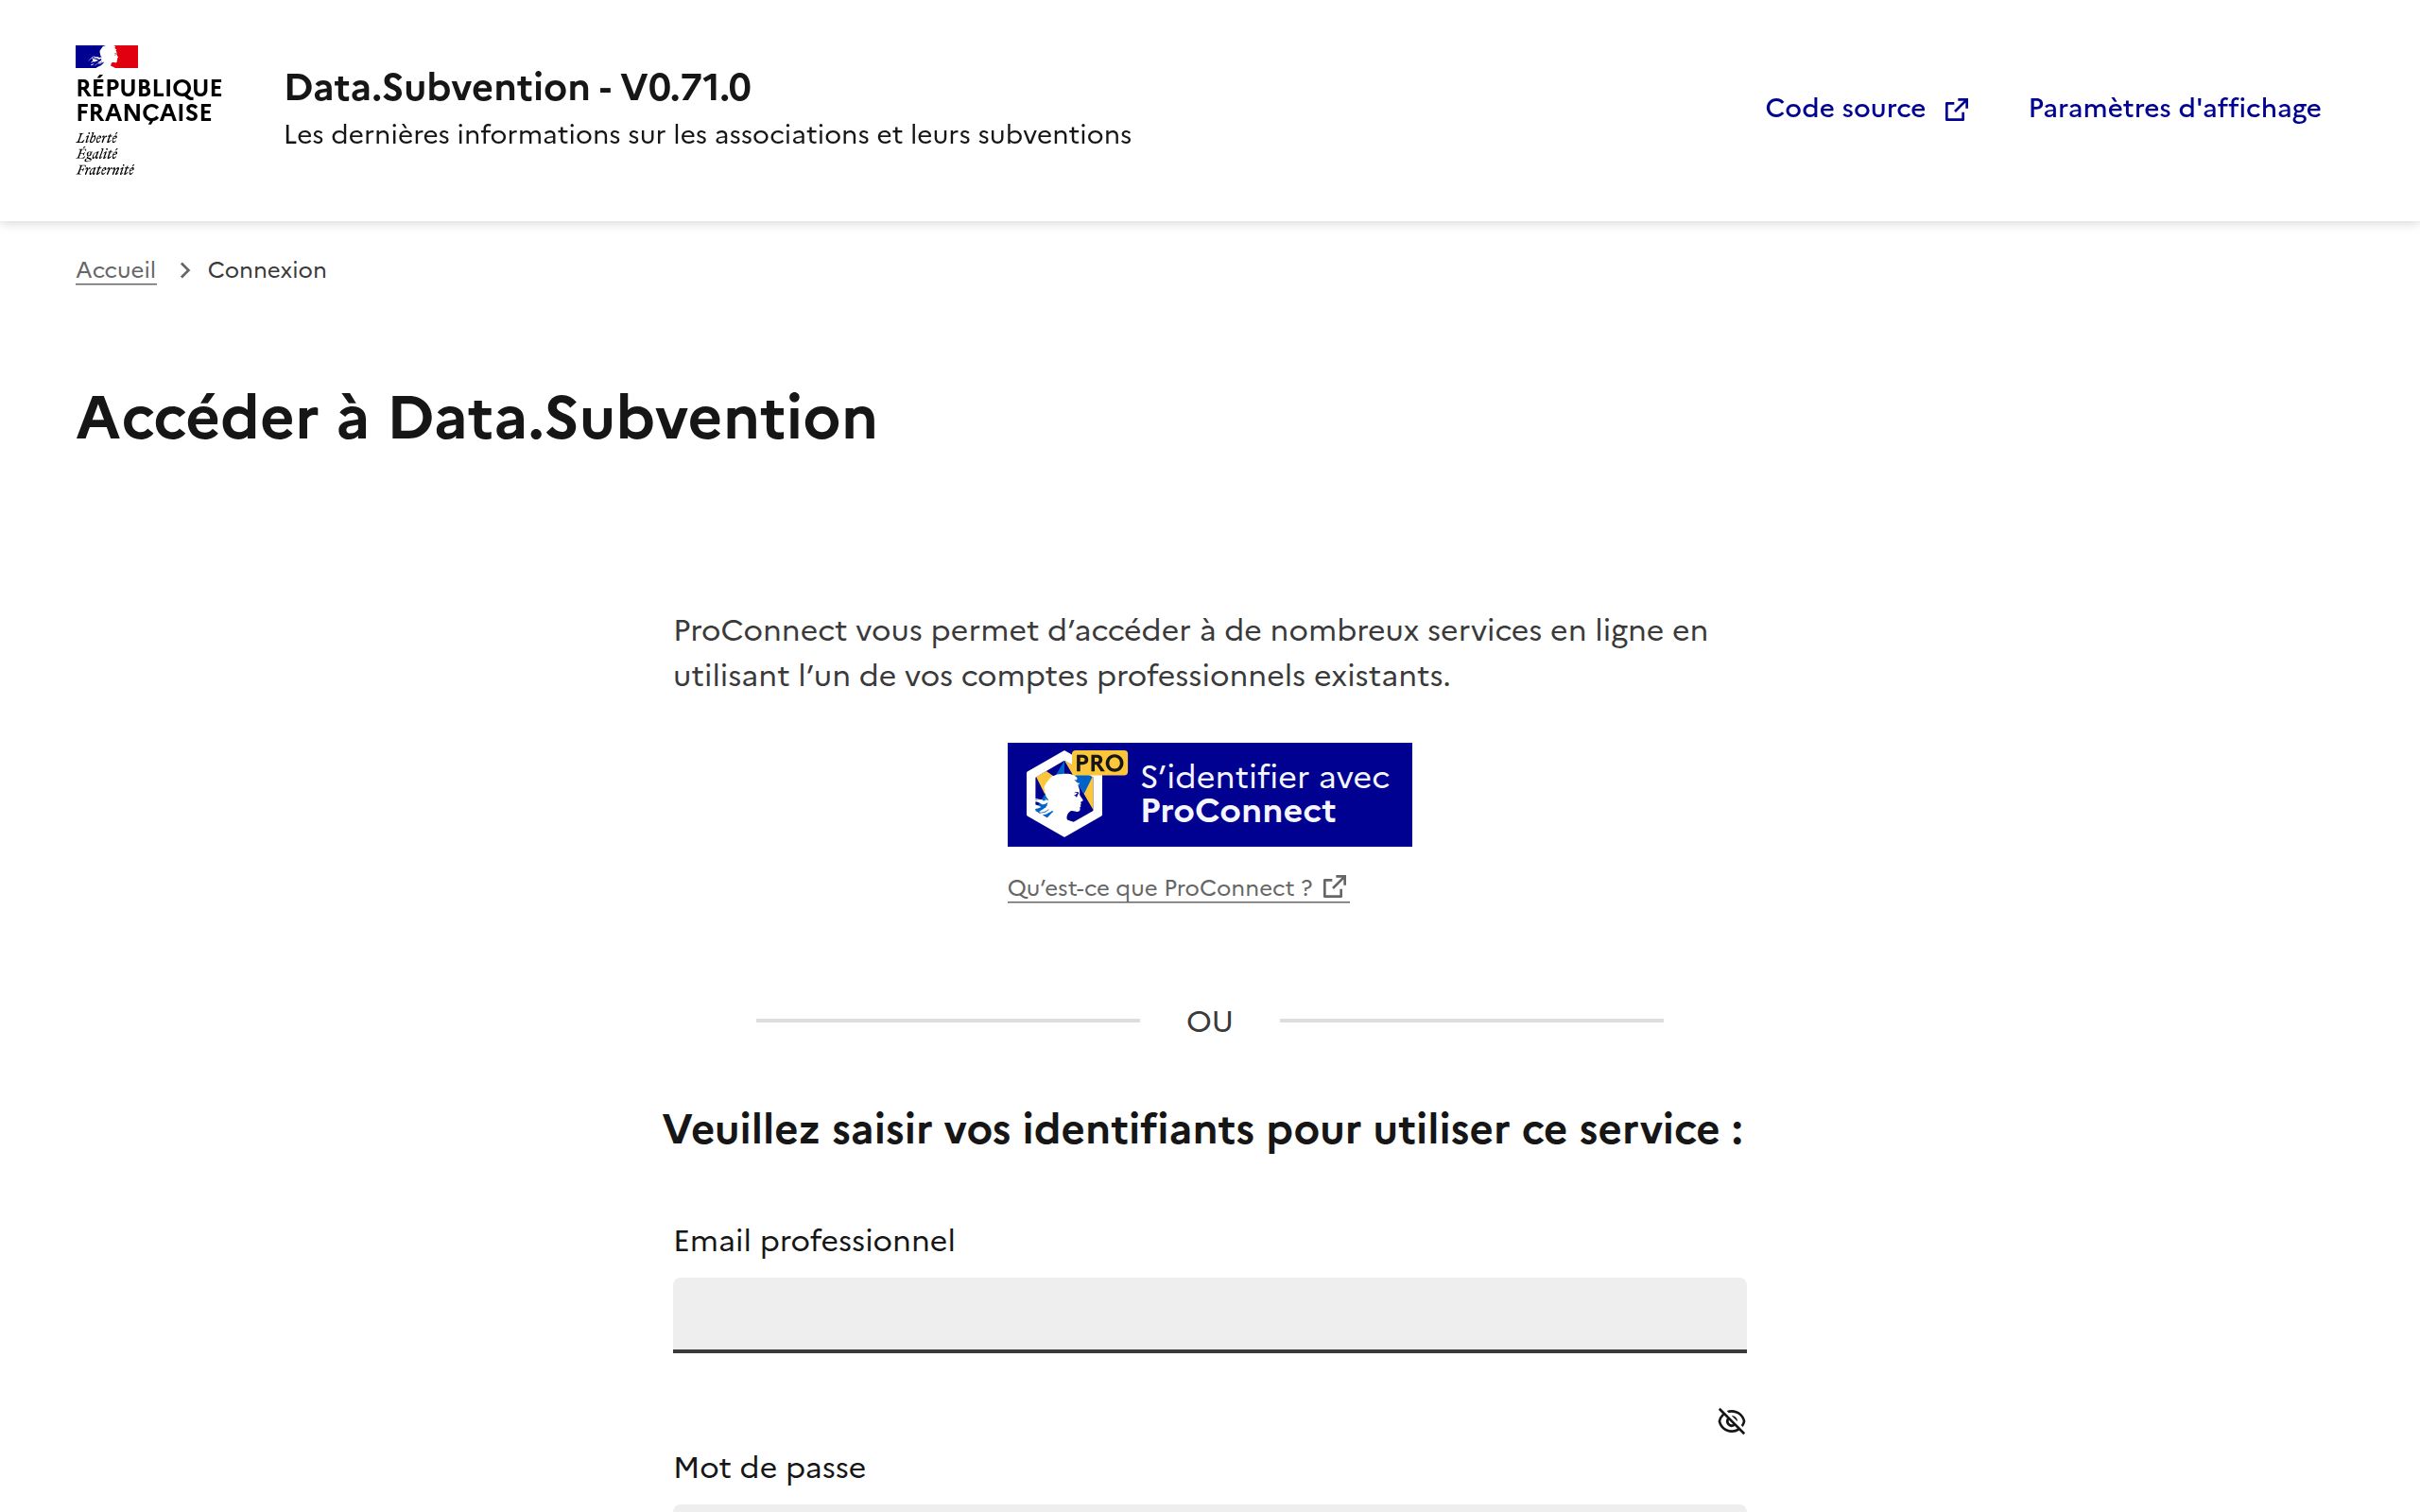 RÉPUBLIQUE
FRANÇAISE
Liberté
Égalité
Fraternité
Data.Subvention - V0.71.0
Les dernières informations sur les associations et leurs subventions
Code source
Paramètres d'affichage
Accueil
Connexion
Accéder à Data.Subvention
ProConnect vous permet d’accéder à de nombreux services en ligne en
utilisant l’un de vos comptes professionnels existants.
PRO
S’identifier avec
ProConnect
Qu’est-ce que ProConnect ?
OU
Veuillez saisir vos identifiants pour utiliser ce service :
Email professionnel
Mot de passe